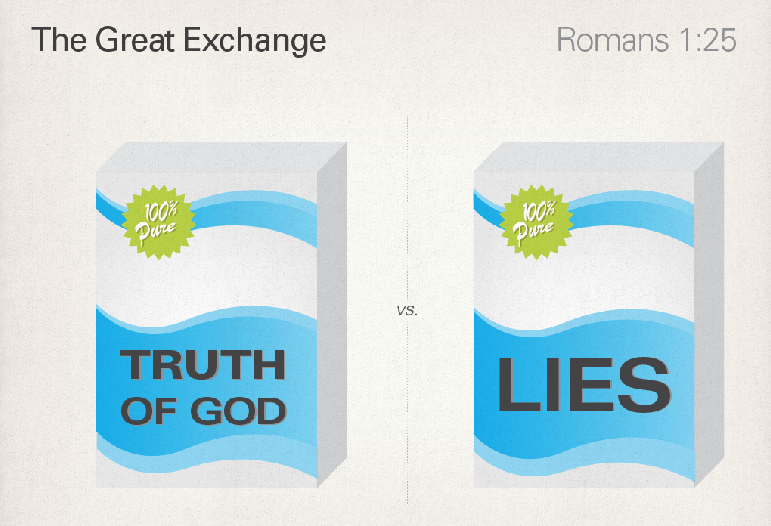 The Great Exchange
Romans 1:25
100%
Pure
TRUTH
OF GOD
vs.
100%
Pure
LIES